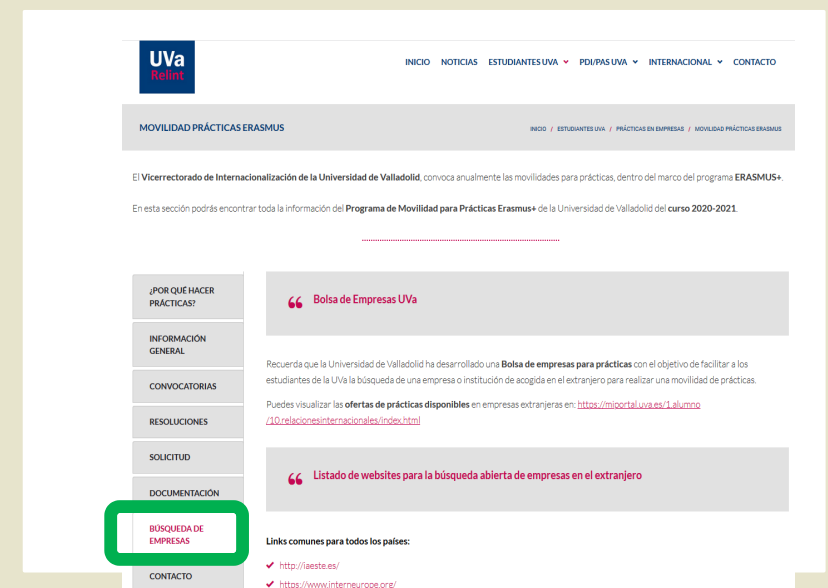 UVa
Relint
INICIO NOTICIAS ESTUDIANTES UVA PDI/PAS UVA INTERNACIONAL CONTACTO
MOVILIDAD PRÁCTICAS ERASMUS
INICIO / ESTUDIANTES UVA / PRÁCTICAS EN EMPRESAS / MOVILIDAD PRÁCTICAS ERASMUS
El Vicerrectorado de Internacionalización de la Universidad de Valladolid, convoca anualmente las movilidades para prácticas, dentro del marco del programa ERASMUS+.
En esta sección podrás encontrar toda la información del Programa de Movilidad para Prácticas Erasmus+ de la Universidad de Valladolid del curso 2020-2021.
¿POR QUÉ HACER
PRÁCTICAS?
INFORMACIÓN
GENERAL
CONVOCATORIAS
RESOLUCIONES
SOLICITUD
DOCUMENTACIÓN
BÚSQUEDA DE
EMPRESAS
CONTACTO
Bolsa de Empresas UVa
Recuerda que la Universidad de Valladolid ha desarrollado una Bolsa de empresas para prácticas con el objetivo de facilitar a los
estudiantes de la UVa la búsqueda de una empresa o institución de acogida en el extranjero para realizar una movilidad de prácticas.
Puedes visualizar las ofertas de prácticas disponibles en empresas extranjeras en: https://miportal.uva.es/1.alumno
/10.relacionesinternacionales/index.html
Listado de websites para la búsqueda abierta de empresas en el extranjero
Links comunes para todos los países:
http://iaeste.es/
https://www.interneurope.org/